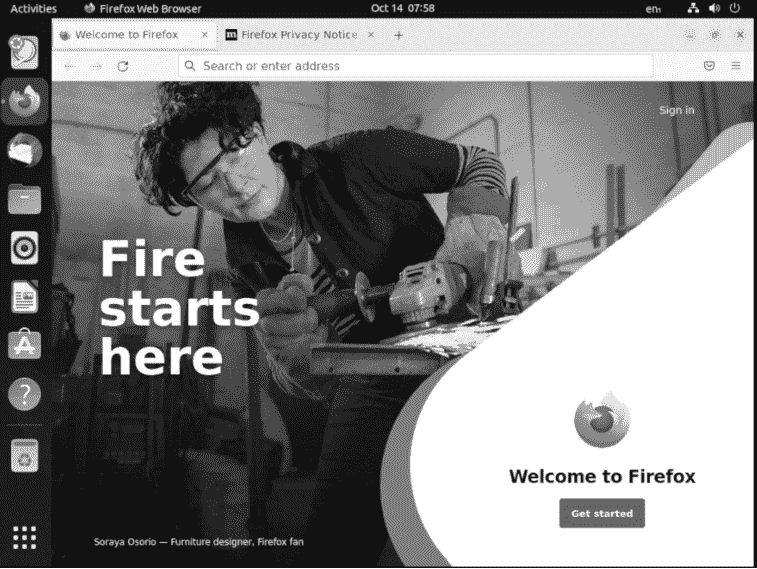 Activities
Firefox Web Browser
Oct 14 07:58
en₁
Welcome to Firefox
m
Firefox Privacy Notice
Search or enter address
Sign in
Fire
starts
here
Welcome to Firefox
Get started
Soraya Osorio — Furniture designer, Firefox fan